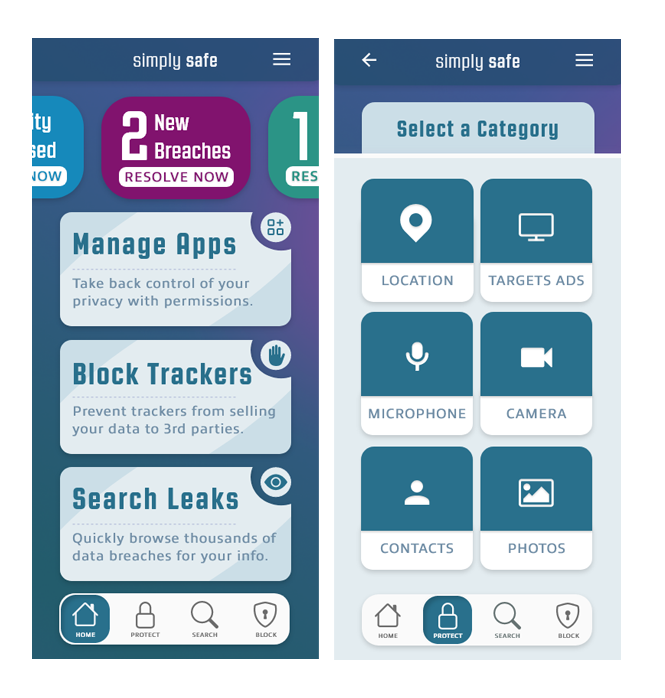 simply safe
ity
sed
NOW
2 New
Breaches
RESOLVE NOW
1
RES
Manage Apps
Take back control of your
privacy with permissions.
Block Trackers
Prevent trackers from selling
your data to 3rd parties.
Search Leaks
Quickly browse thousands of
data breaches for your info.
HOME PROTECT SEARCH BLOCK
simply safe
Select a Category
LOCATION TARGETS ADS
MICROPHONE CAMERA
CONTACTS PHOTOS
HOME PROTECT SEARCH BLOCK